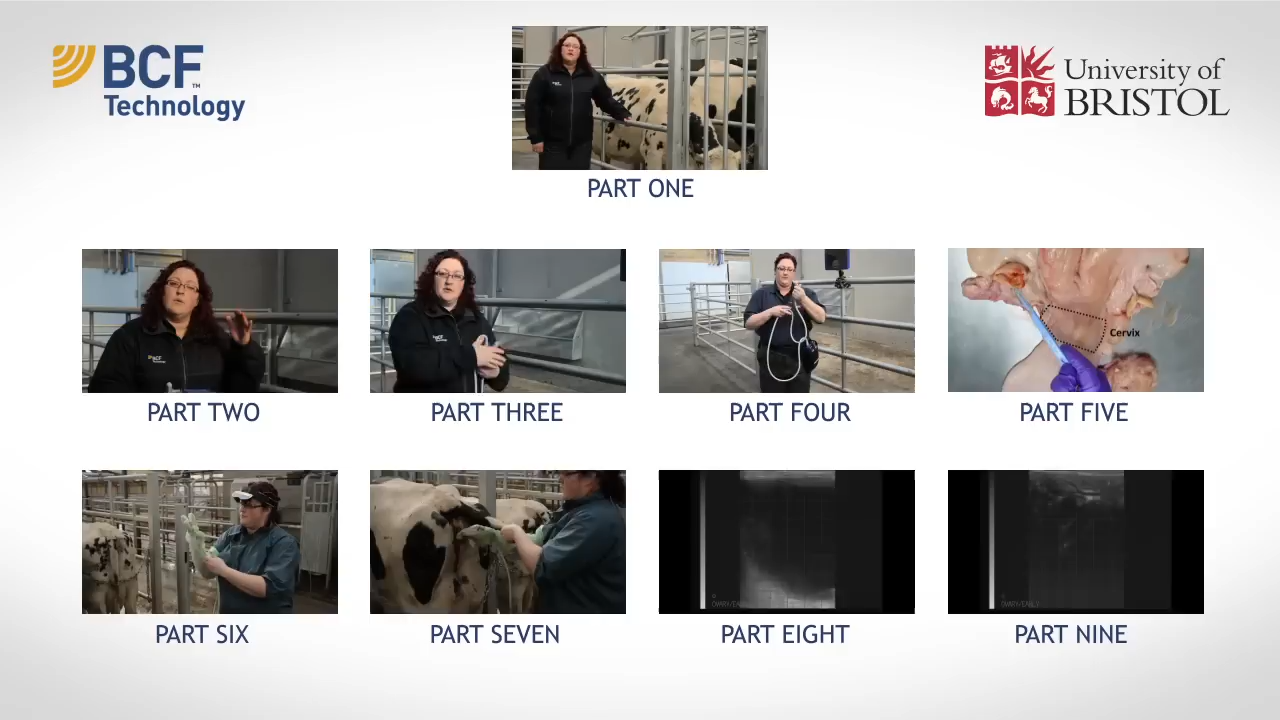 BCF™
Technology
University of
BRISTOL
PART ONE
Cervix
PART TWO
PART THREE
PART FOUR
PART FIVE
PART SIX
PART SEVEN
PART EIGHT
PART NINE